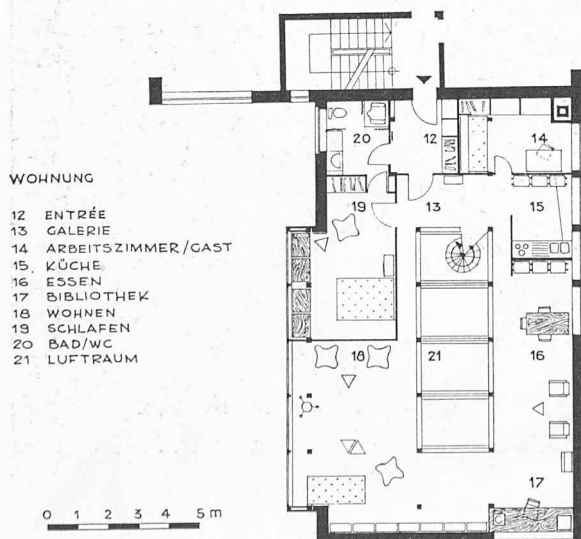 WOHNUNG
12 ENTRÉE
13 GALERIE
14 ARBEITSZIMMER/GAST
15. KÜCHE
16 ESSEN
17 BIBLIOTHEK
18 WOHNEN
19 SCHLAFEN
20 BAD/WC
21 LUFTRAUM
20 12 14
19 13 15
18 21 16
17
0 1 2 3 4 5 m